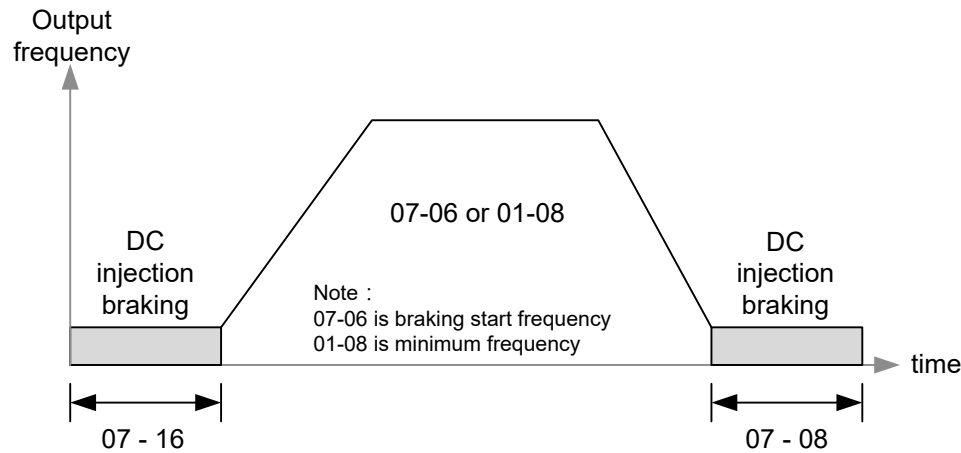 Output
frequency
07-06 or 01-08
DC
injection
braking
DC
injection
braking
Note：
07-06 is braking start frequency
01-08 is minimum frequency
time
07 - 16
07 - 08